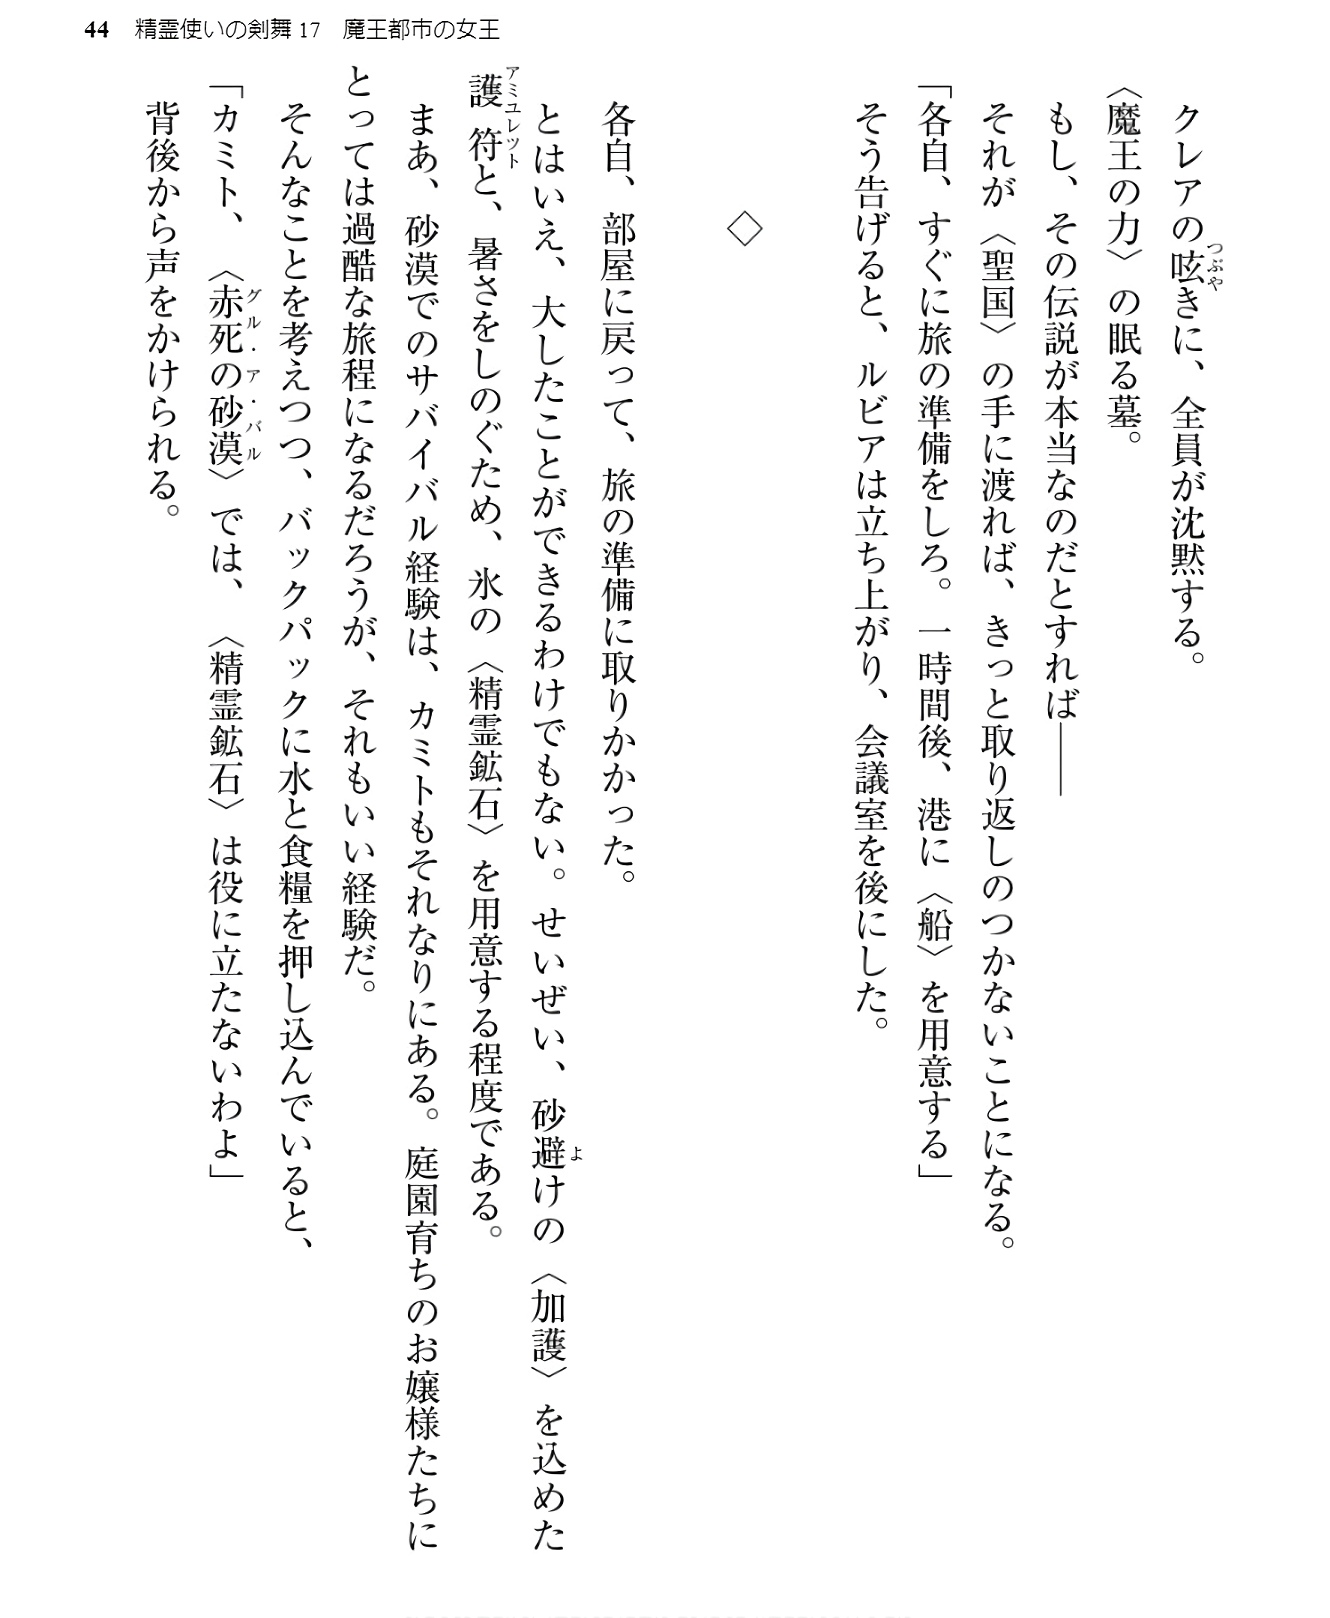 44 精霊使いの剣舞 17 魔王都市の女王
クレアの呟きに、全員が沈黙する。
〈魔王の力〉の眠る墓。
もし、その伝説が本当なのだとすれば――
それが〈聖国〉の手に渡れば、きっと取り返しのつかないことになる。
「各自、すぐに旅の準備をしろ。一時間後、港に〈船〉を用意する」
そう告げると、ルビアは立ち上がり、会議室を後にした。
◇
各自、部屋に戻って、旅の準備に取りかかった。
とはいえ、大したことができるわけでもない。せいぜい、砂避けの〈加護〉を込めた
護符と、暑さをしのぐため、氷の〈精霊鉱石〉を用意する程度である。
まあ、砂漠でのサバイバル経験は、カミトもそれなりにある。庭園育ちのお嬢様たちに
とっては過酷な旅程になるだろうが、それもいい経験だ。
そんなことを考えつつ、バックパックに水と食糧を押し込んでいると、
「カミト、〈赤死の砂漠〉では、〈精霊鉱石〉は役に立たないわよ」
背後から声をかけられる。